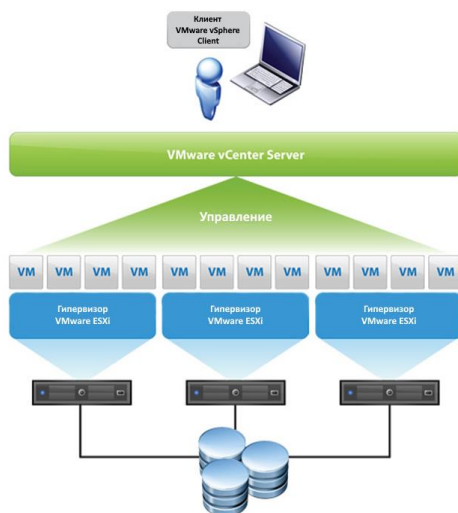 Клиент
VMware vSphere
Client
VMware vCenter Server
Управление
VM VM VM VM VM VM VM VM VM VM VM VM
Гипервизор
VMware ESXi
Гипервизор
VMware ESXi
Гипервизор
VMware ESXi